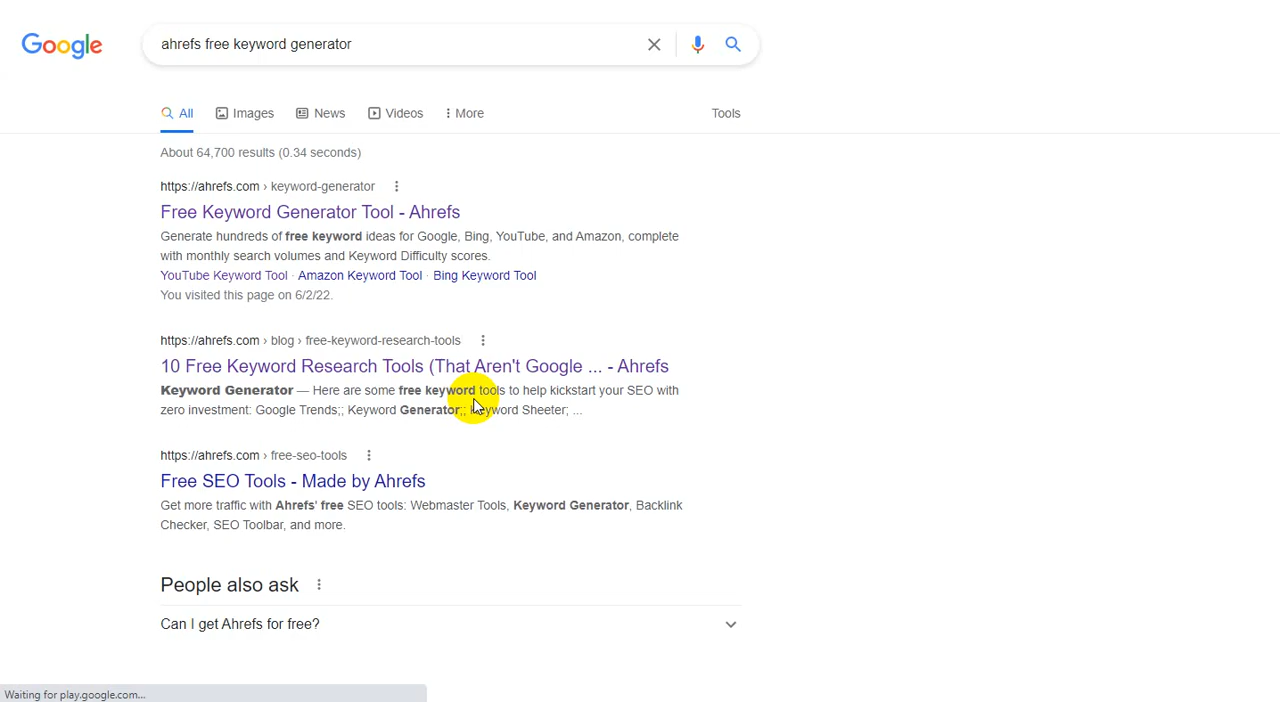 Google
ahrefs free keyword generator
All Images News Videos More Tools
About 64,700 results (0.34 seconds)
https://ahrefs.com › keyword-generator
Free Keyword Generator Tool - Ahrefs
Generate hundreds of free keyword ideas for Google, Bing, YouTube, and Amazon, complete
with monthly search volumes and Keyword Difficulty scores.
YouTube Keyword Tool · Amazon Keyword Tool · Bing Keyword Tool
You visited this page on 6/2/22.
https://ahrefs.com › blog › free-keyword-research-tools
10 Free Keyword Research Tools (That Aren't Google ... - Ahrefs
Keyword Generator — Here are some free keyword tools to help kickstart your SEO with
zero investment: Google Trends;; Keyword Generator;; Keyword Sheeter; ...
https://ahrefs.com › free-seo-tools
Free SEO Tools - Made by Ahrefs
Get more traffic with Ahrefs' free SEO tools: Webmaster Tools, Keyword Generator, Backlink
Checker, SEO Toolbar, and more.
People also ask
Can I get Ahrefs for free?
Waiting for play.google.com...